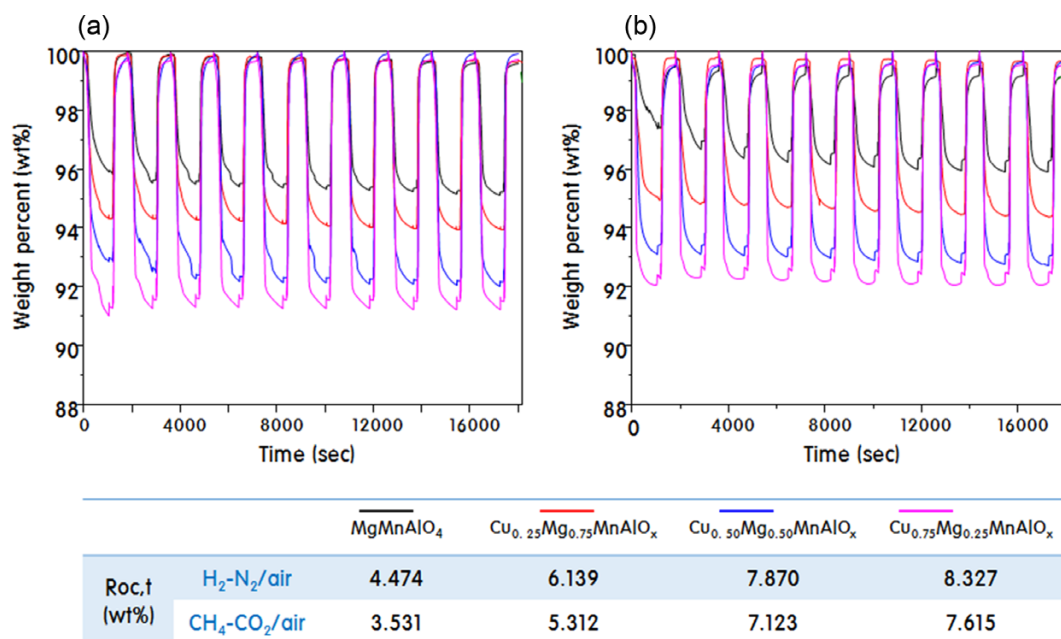 (a)
(b)
Weight percent (wt%)
100
98
96
94
92
90
88
0 4000 8000 12000 16000
Time (sec)
Weight percent (wt%)
100
98
96
94
92
90
88
0 4000 8000 12000 16000
Time (sec)
MgMnAlO₄ Cu₀.₂₅Mg₀.₇₅MnAlOₓ Cu₀.₅₀Mg₀.₅₀MnAlOₓ Cu₀.₇₅Mg₀.₂₅MnAlOₓ
Roc,t (wt%)
H₂-N₂/air 4.474 6.139 7.870 8.327
CH₄-CO₂/air 3.531 5.312 7.123 7.615